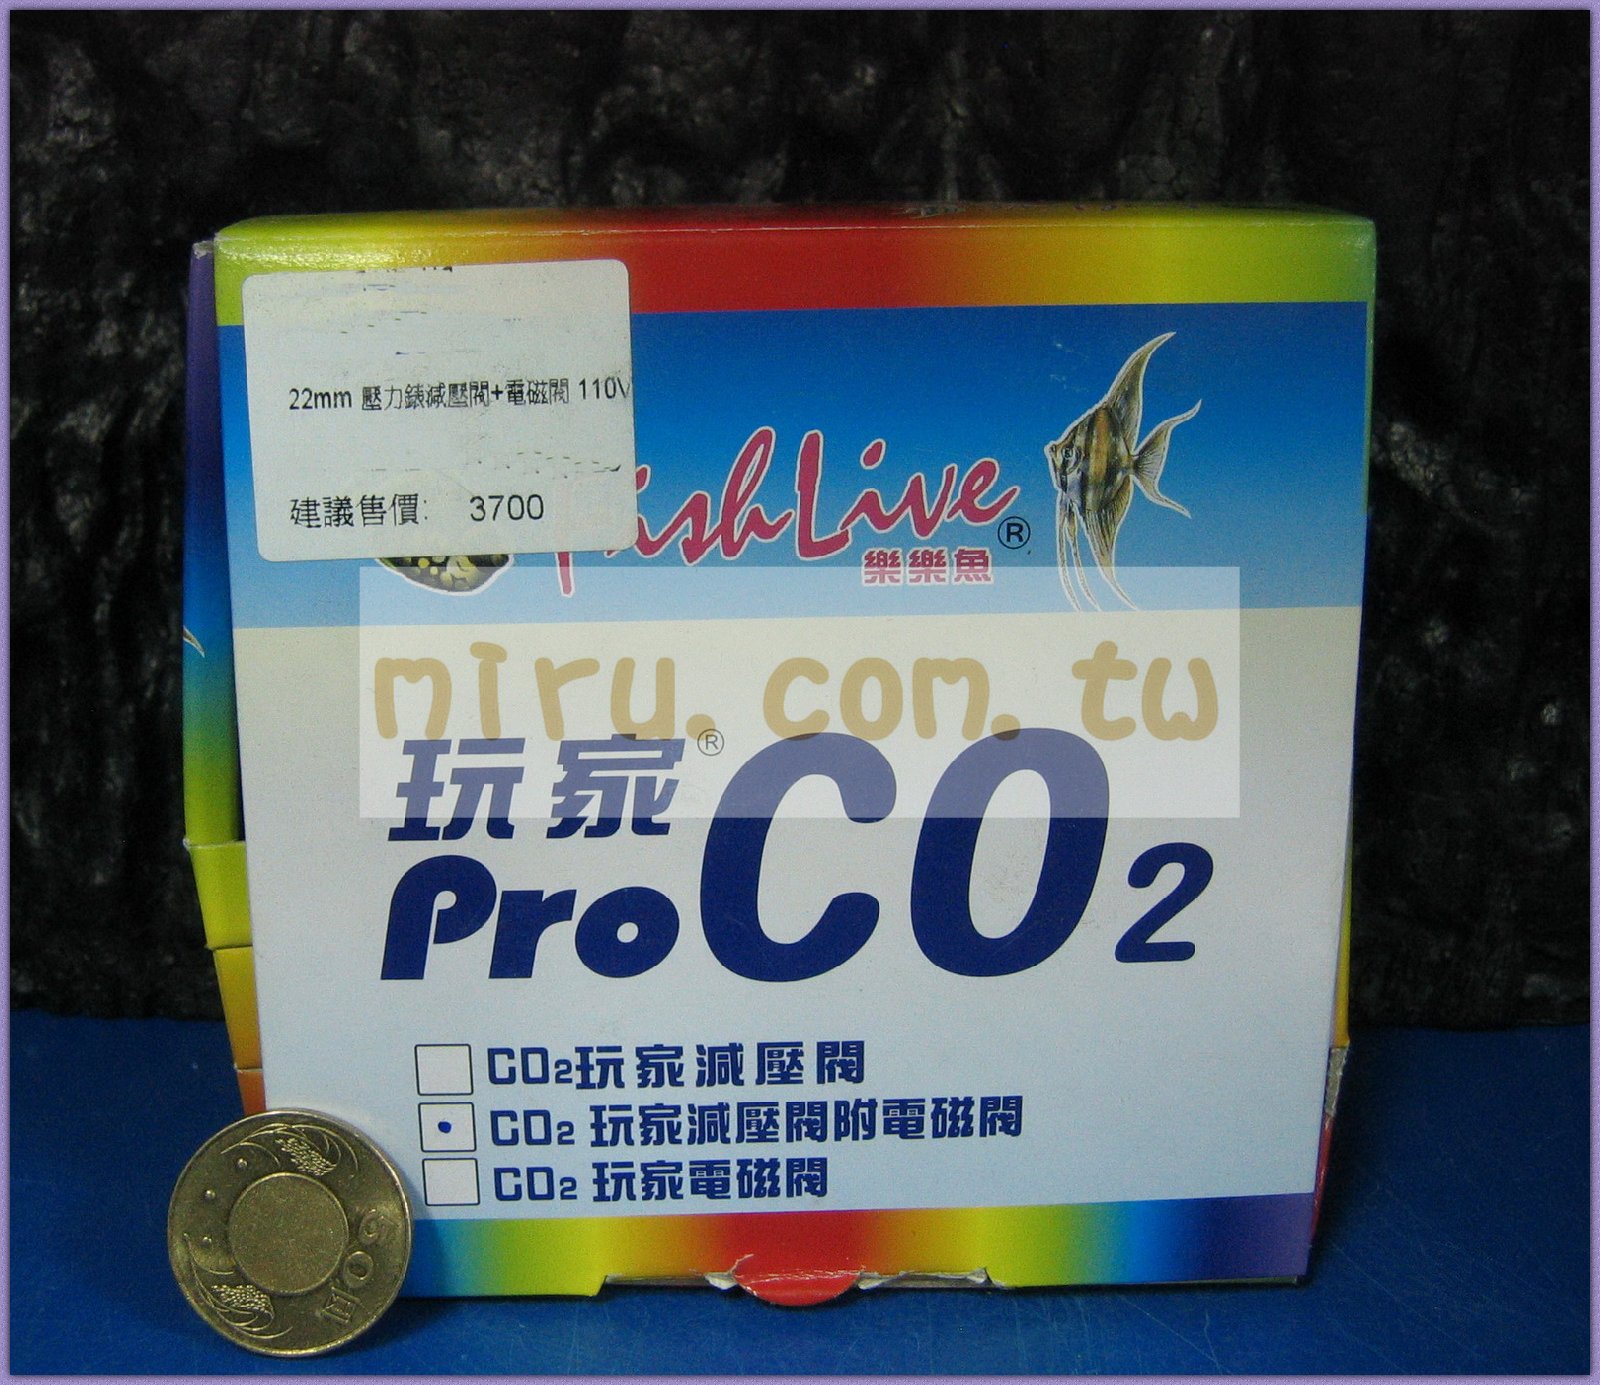 22mm 壓力錶減壓閥+電磁閥 110V
建議售價: 3700
FishLive®
樂樂魚
miru.com.tw
玩家®
ProCO2
CO2玩家減壓閥
CO2 玩家減壓閥附電磁閥
CO2 玩家電磁閥
50